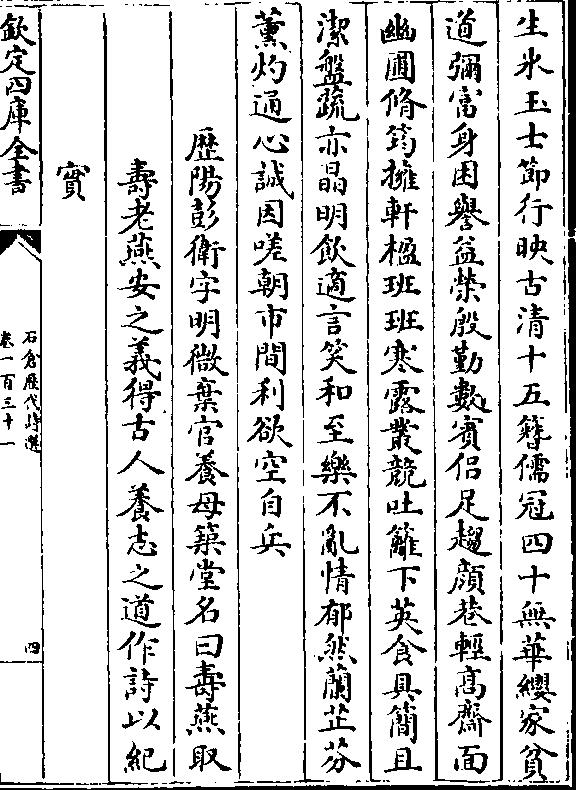 生氷玉士節行映古清十五簪儒冠四十無華纓家貧
道彌富身困譽益榮殷勤數賓侣足趨顔巷輕髙齋面
幽圃脩筠擁軒楹班班寒露叢競吐籬下英食具簡且
潔盤蔬亦晶明飲適言笑和至樂不亂情郁然蘭芷芬
薰灼通心誠因嗟朝市間利欲空自兵
歴陽彭衛字明微棄官養母築堂名曰壽燕取
壽老燕安之義得古人養志之道作詩以紀
實
欽定四庫全書
石倉歴代詩選
卷一百三十一
四